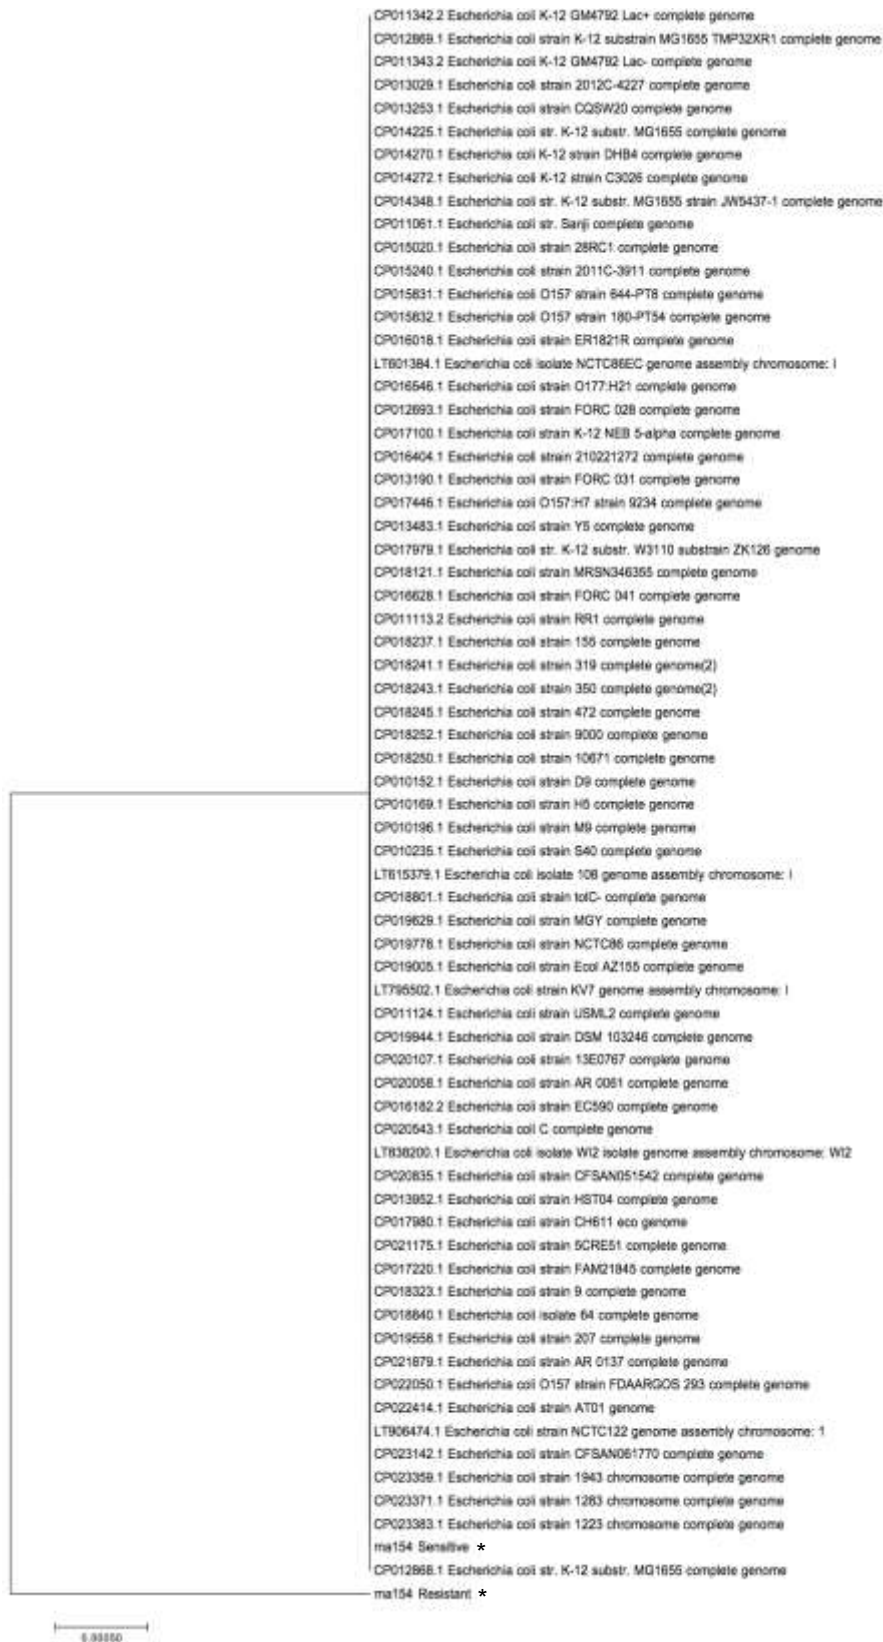 CP011342.2 Escherichia coli K-12 GM4792 Lac+ complete genome
CP012869.1 Escherichia coli strain K-12 substrain MG1655 TMP32XR1 complete genome
CP011343.2 Escherichia coli K-12 GM4792 Lac- complete genome
CP013029.1 Escherichia coli strain 2012C-4227 complete genome
CP013253.1 Escherichia coli strain CQSW20 complete genome
CP014225.1 Escherichia coli str. K-12 substr. MG1655 complete genome
CP014270.1 Escherichia coli K-12 strain DHB4 complete genome
CP014272.1 Escherichia coli K-12 strain C3026 complete genome
CP014348.1 Escherichia coli str. K-12 substr. MG1655 strain JW5437-1 complete genome
CP011061.1 Escherichia coli str. Sanji complete genome
CP015020.1 Escherichia coli strain 28RC1 complete genome
CP015240.1 Escherichia coli strain 2011C-3911 complete genome
CP015831.1 Escherichia coli O157 strain 644-PT8 complete genome
CP015832.1 Escherichia coli O157 strain 180-PT54 complete genome
CP016018.1 Escherichia coli strain ER1821R complete genome
LT601384.1 Escherichia coli isolate NCTC86EC genome assembly chromosome: I
CP016546.1 Escherichia coli strain O177:H21 complete genome
CP012693.1 Escherichia coli strain FORC 028 complete genome
CP017100.1 Escherichia coli strain K-12 NEB 5-alpha complete genome
CP016404.1 Escherichia coli strain 210221272 complete genome
CP013190.1 Escherichia coli strain FORC 031 complete genome
CP017446.1 Escherichia coli O157:H7 strain 9234 complete genome
CP013483.1 Escherichia coli strain Y5 complete genome
CP017979.1 Escherichia coli str. K-12 substr. W3110 substrain ZK126 genome
CP018121.1 Escherichia coli strain MRSN346355 complete genome
CP016628.1 Escherichia coli strain FORC 041 complete genome
CP011113.2 Escherichia coli strain RR1 complete genome
CP018237.1 Escherichia coli strain 155 complete genome
CP018241.1 Escherichia coli strain 319 complete genome(2)
CP018243.1 Escherichia coli strain 350 complete genome(2)
CP018245.1 Escherichia coli strain 472 complete genome
CP018252.1 Escherichia coli strain 9000 complete genome
CP018250.1 Escherichia coli strain 10671 complete genome
CP010152.1 Escherichia coli strain D9 complete genome
CP010169.1 Escherichia coli strain H5 complete genome
CP010196.1 Escherichia coli strain M9 complete genome
CP010235.1 Escherichia coli strain S40 complete genome
LT615379.1 Escherichia coli isolate 108 genome assembly chromosome: I
CP018801.1 Escherichia coli strain tolC- complete genome
CP019629.1 Escherichia coli strain MGY complete genome
CP019778.1 Escherichia coli strain NCTC86 complete genome
CP019005.1 Escherichia coli strain Ecol AZ155 complete genome
LT795502.1 Escherichia coli strain KV7 genome assembly chromosome: I
CP011124.1 Escherichia coli strain USML2 complete genome
CP019944.1 Escherichia coli strain DSM 103246 complete genome
CP020107.1 Escherichia coli strain 13E0767 complete genome
CP020058.1 Escherichia coli strain AR 0061 complete genome
CP016182.2 Escherichia coli strain EC590 complete genome
CP020543.1 Escherichia coli C complete genome
LT838200.1 Escherichia coli isolate WI2 isolate genome assembly chromosome: WI2
CP020835.1 Escherichia coli strain CFSAN051542 complete genome
CP013952.1 Escherichia coli strain HST04 complete genome
CP017980.1 Escherichia coli strain CH611 eco genome
CP021175.1 Escherichia coli strain 5CRE51 complete genome
CP017220.1 Escherichia coli strain FAM21845 complete genome
CP018323.1 Escherichia coli strain 9 complete genome
CP018840.1 Escherichia coli isolate 64 complete genome
CP019558.1 Escherichia coli strain 207 complete genome
CP021879.1 Escherichia coli strain AR 0137 complete genome
CP022050.1 Escherichia coli O157 strain FDAARGOS 293 complete genome
CP022414.1 Escherichia coli strain AT01 genome
LT906474.1 Escherichia coli strain NCTC122 genome assembly chromosome: 1
CP023142.1 Escherichia coli strain CFSAN061770 complete genome
CP023359.1 Escherichia coli strain 1943 chromosome complete genome
CP023371.1 Escherichia coli strain 1283 chromosome complete genome
CP023383.1 Escherichia coli strain 1223 chromosome complete genome
ma154 Sensitive *
CP012868.1 Escherichia coli str. K-12 substr. MG1655 complete genome
ma154 Resistant *
0.00050